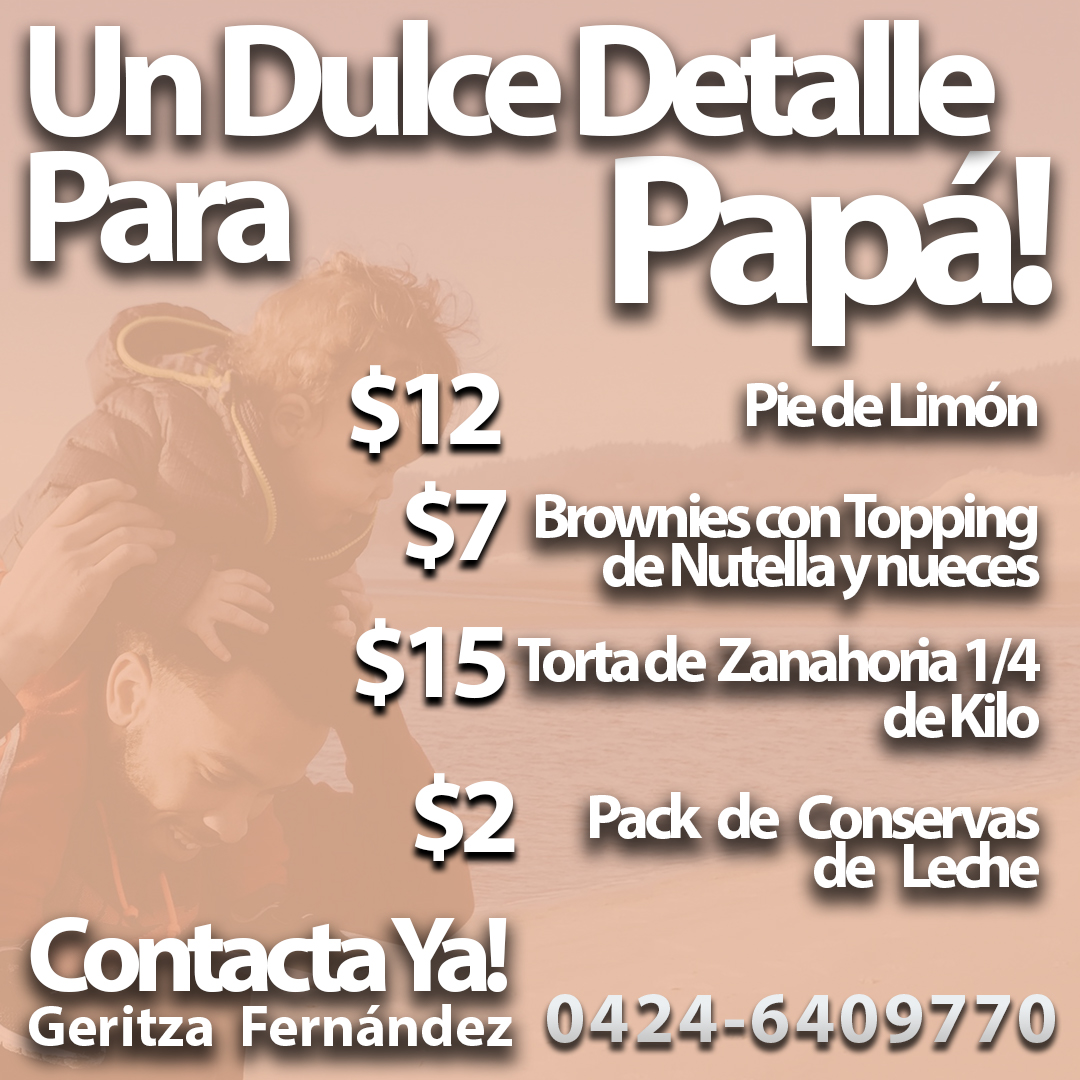 Un Dulce Detalle
Para Papá!
$12 Pie de Limón
$7 Brownies con Topping
de Nutella y nueces
$15 Torta de Zanahoria 1/4
de Kilo
$2 Pack de Conservas
de Leche
Contacta Ya!
Geritza Fernández 0424-6409770